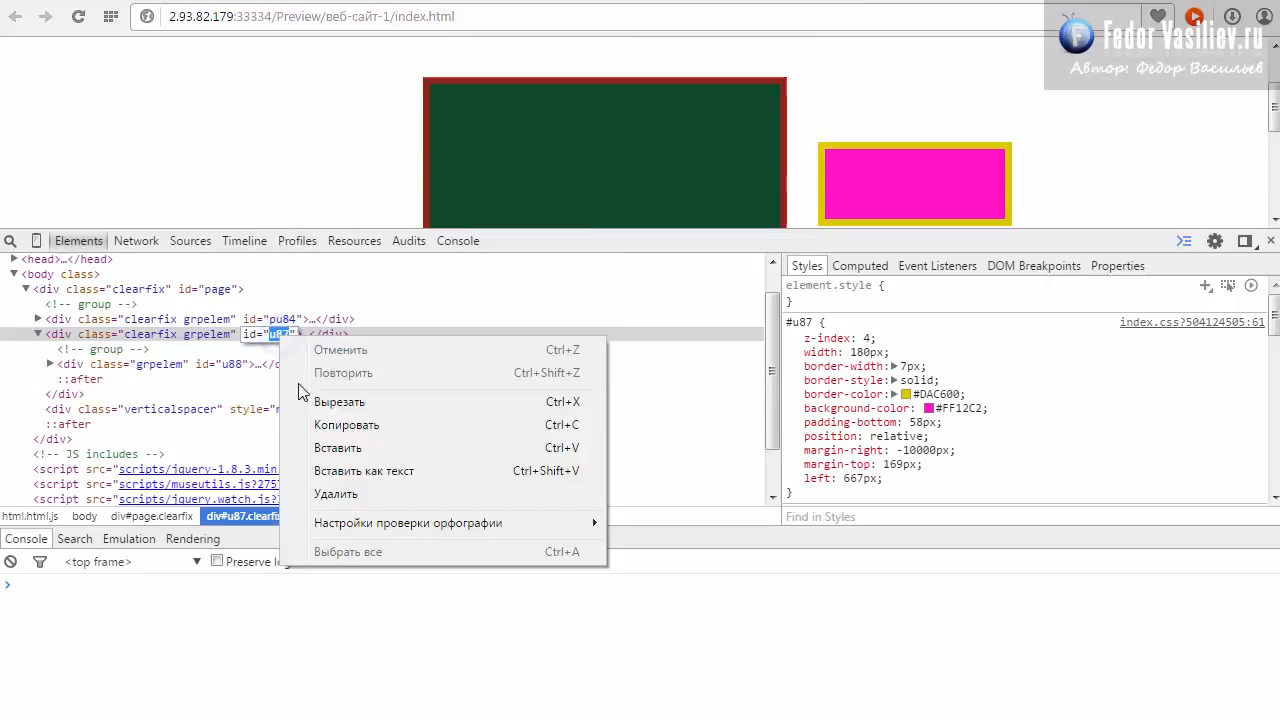 2.93.82.179:33334/Preview/веб-сайт-1/index.html
Fedor Vasiliev.ru
Автор: Федор Васильев
Elements Network Sources Timeline Profiles Resources Audits Console
<head>…</head>
<body class>
<div class="clearfix" id="page">
<!-- group -->
<div class="clearfix grpelem" id="pu84">…</div>
<div class="clearfix grpelem" id="u87"> </div>
<!-- group -->
<div class="grpelem" id="u88">…</
::after
</div>
<div class="verticalspacer" style="
::after
</div>
<!-- JS includes -->
<script src="scripts/jquery-1.8.3.min
<script src="scripts/museutils.js?275
<script src="scripts/jquery.watch.js?
html.html.js body div#page.clearfix div#u87.clearfix
Отменить Ctrl+Z
Повторить Ctrl+Shift+Z
Вырезать Ctrl+X
Копировать Ctrl+C
Вставить Ctrl+V
Вставить как текст Ctrl+Shift+V
Удалить
Настройки проверки орфографии
Выбрать все Ctrl+A
Styles Computed Event Listeners DOM Breakpoints Properties
element.style {
}
#u87 { index.css?504124505:61
z-index: 4;
width: 180px;
border-width: 7px;
border-style: solid;
border-color: #DAC600;
background-color: #FF12C2;
padding-bottom: 58px;
position: relative;
margin-right: -10000px;
margin-top: 169px;
left: 667px;
}
Find in Styles
Console Search Emulation Rendering
<top frame> Preserve log